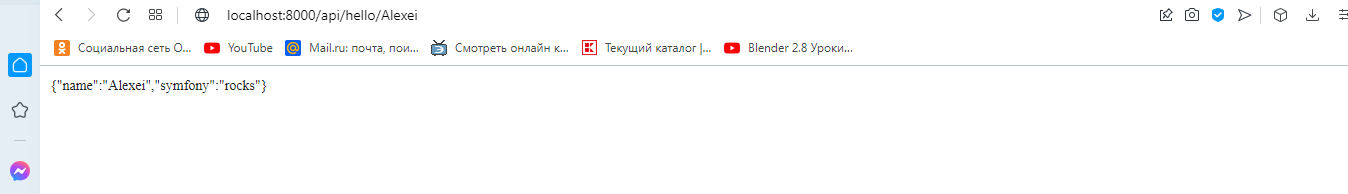 localhost:8000/api/hello/Alexei
Социальная сеть О... YouTube Mail.ru: почта, пои... Смотреть онлайн к... Текущий каталог |... Blender 2.8 Уроки...
{"name":"Alexei","symfony":"rocks"}